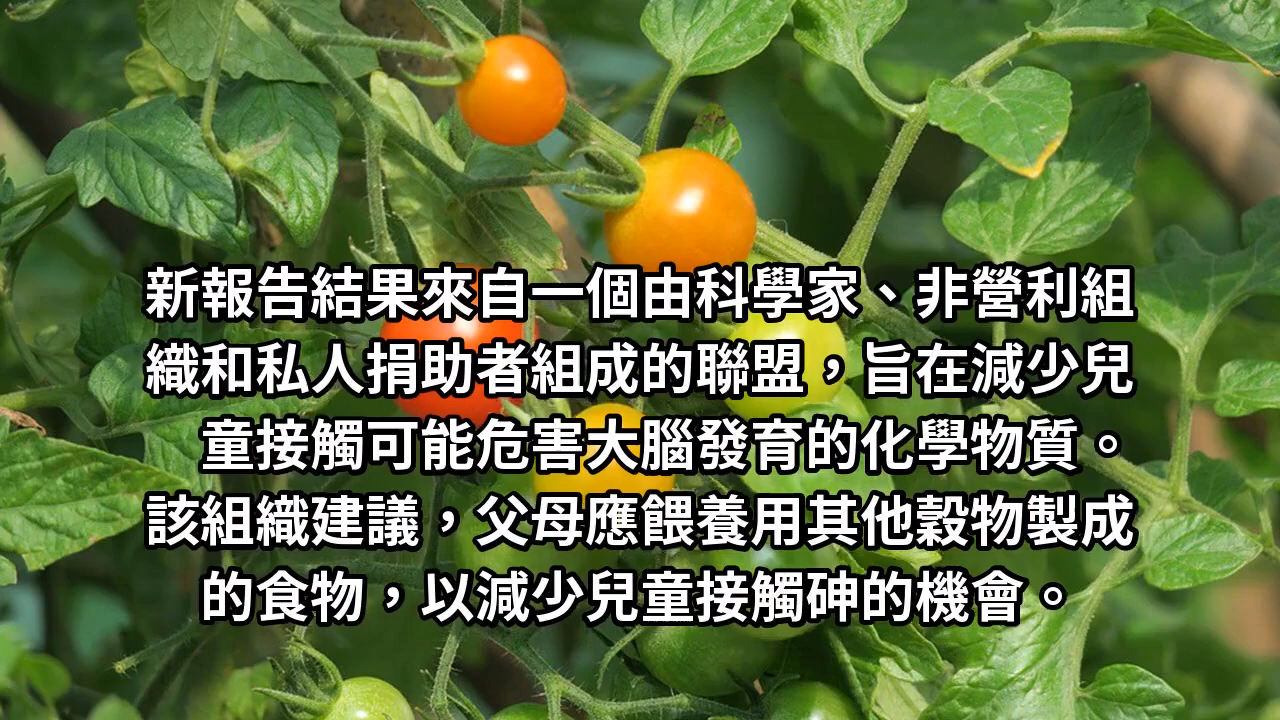 新報告結果來自一個由科學家、非營利組
織和私人捐助者組成的聯盟，旨在減少兒
童接觸可能危害大腦發育的化學物質。
該組織建議，父母應餵養用其他穀物製成
的食物，以減少兒童接觸砷的機會。